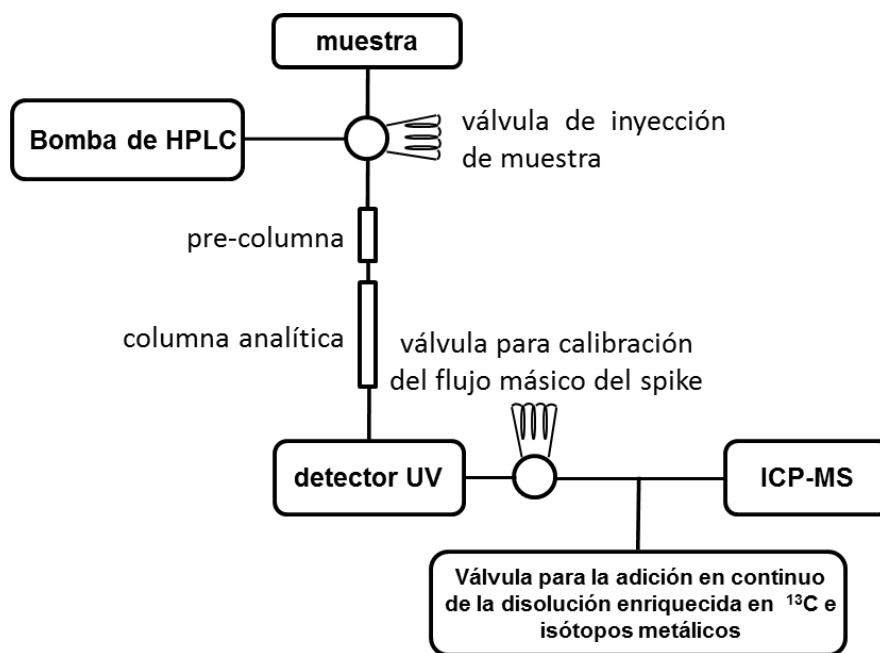 muestra
Bomba de HPLC
válvula de inyección
de muestra
pre-columna
columna analítica
válvula para calibración
del flujo másico del spike
detector UV
ICP-MS
Válvula para la adición en continuo
de la disolución enriquecida en ¹³C e
isótopos metálicos